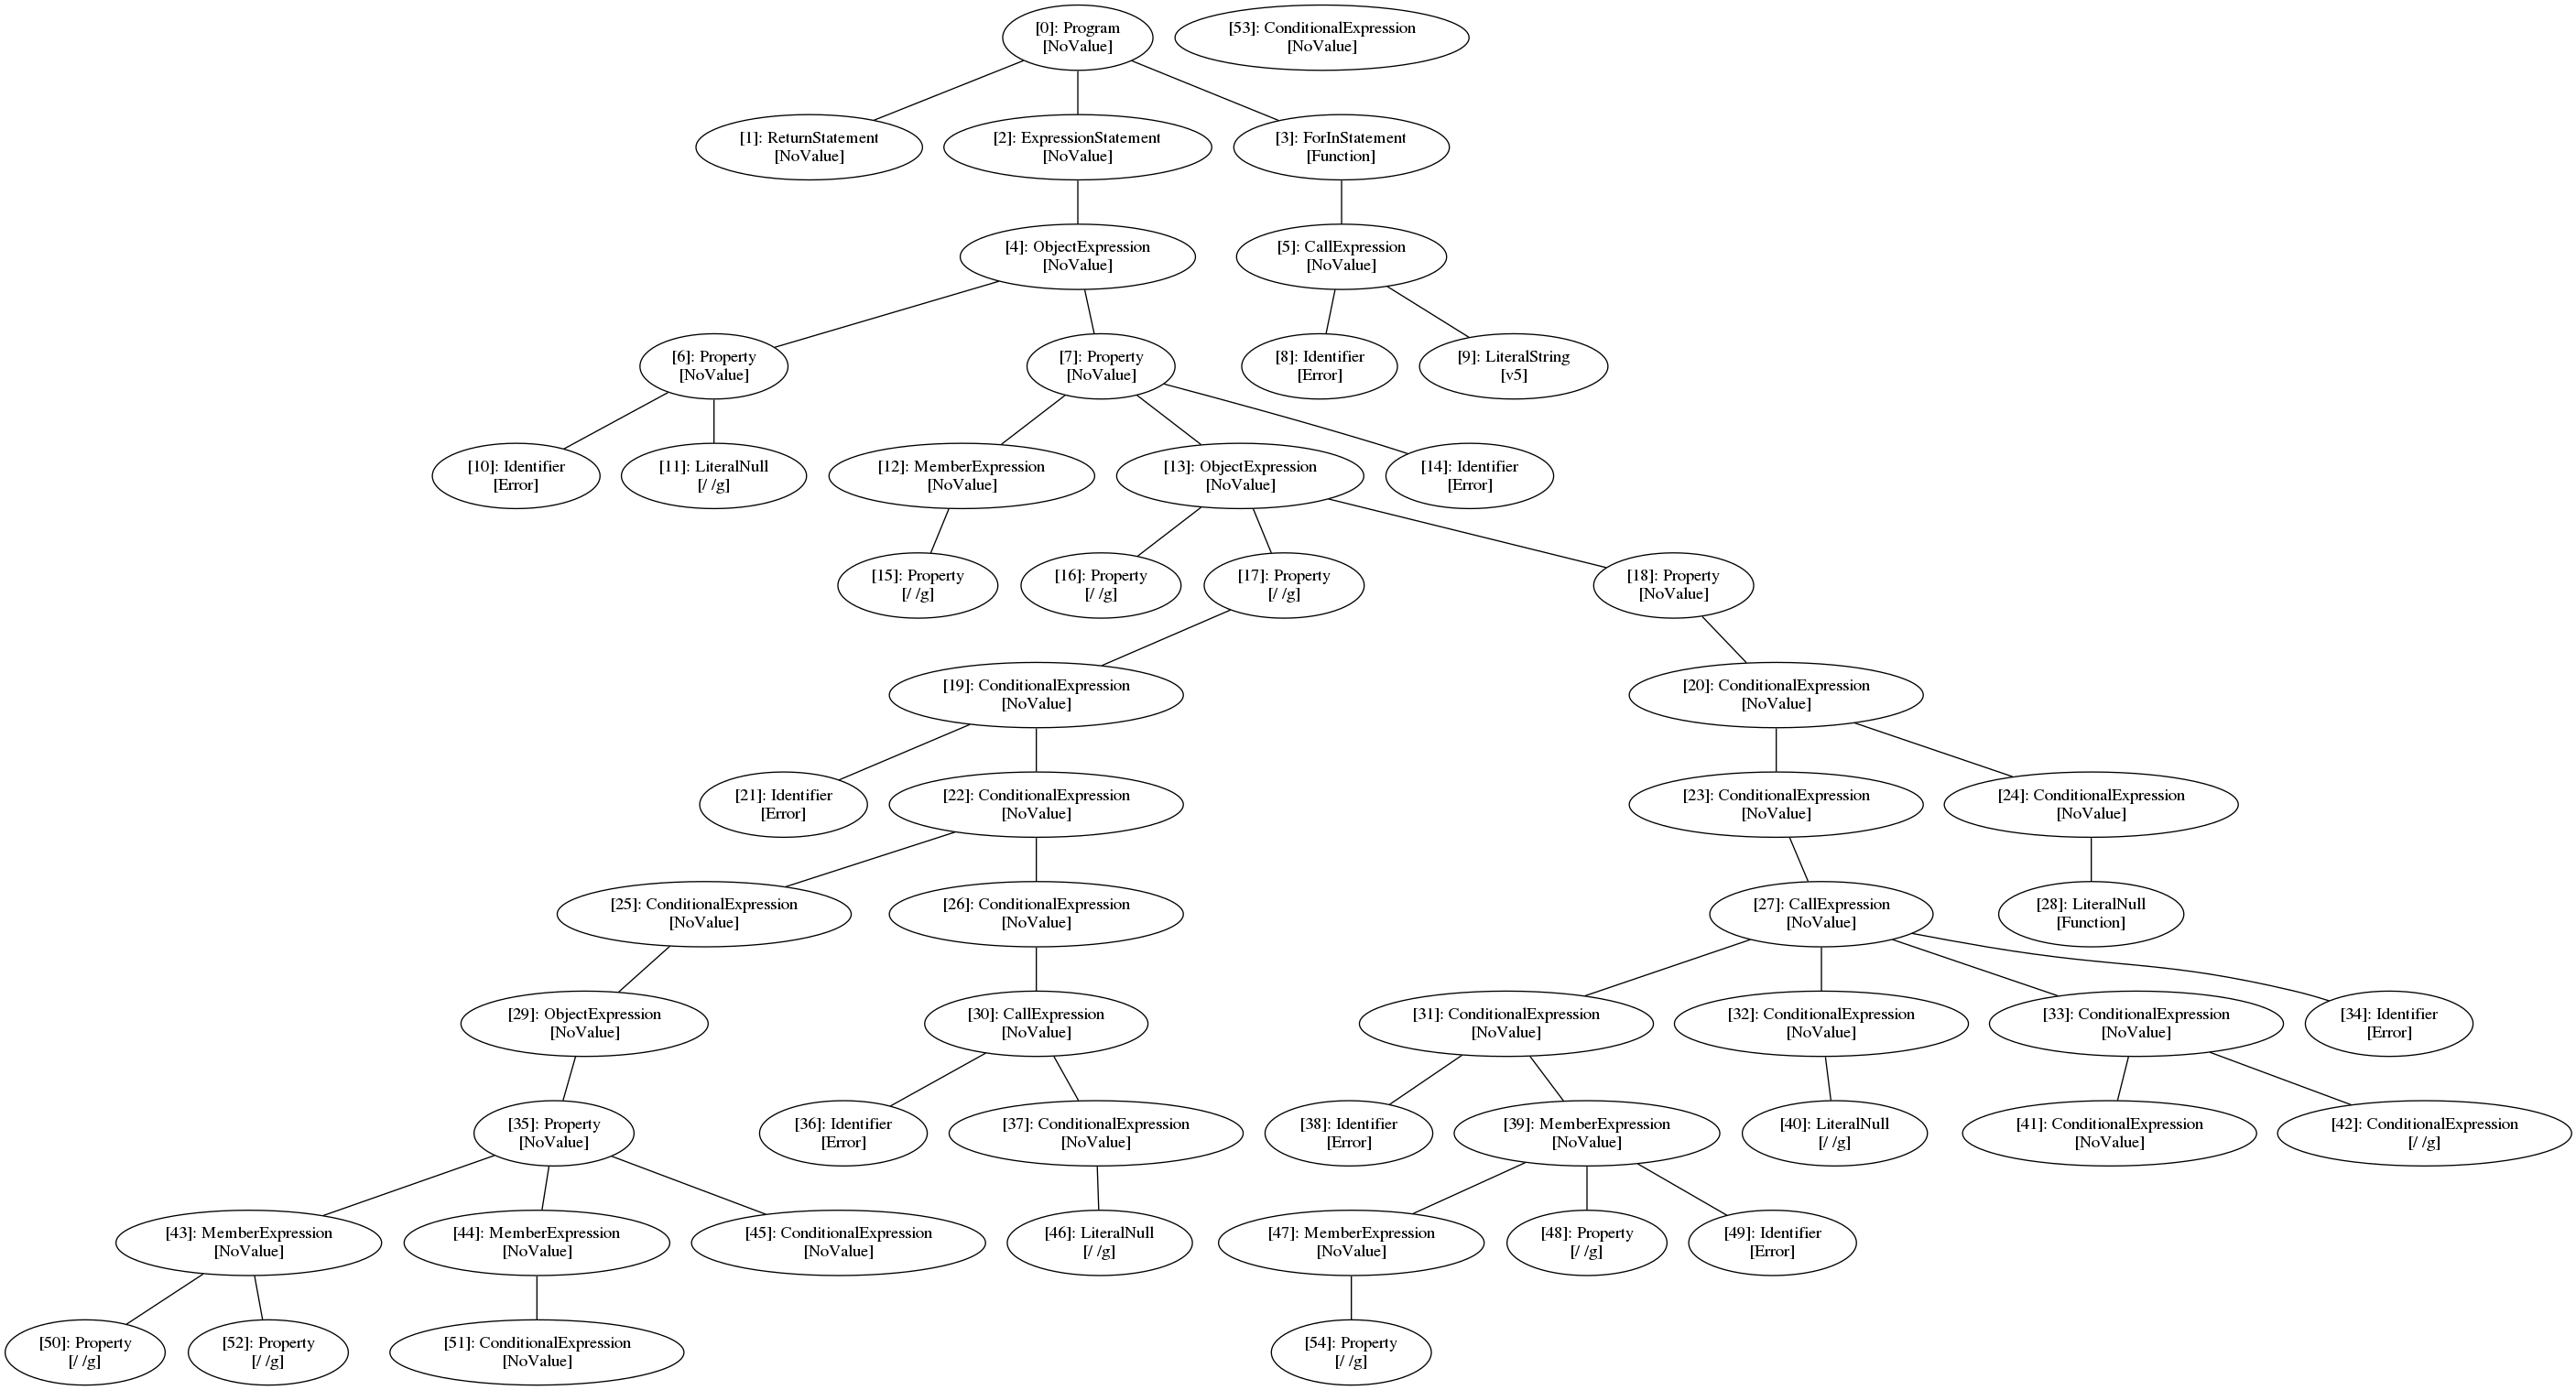 [0]: Program
[NoValue]
[53]: ConditionalExpression
[NoValue]
[1]: ReturnStatement
[NoValue]
[2]: ExpressionStatement
[NoValue]
[3]: ForInStatement
[Function]
[4]: ObjectExpression
[NoValue]
[5]: CallExpression
[NoValue]
[6]: Property
[NoValue]
[7]: Property
[NoValue]
[8]: Identifier
[Error]
[9]: LiteralString
[v5]
[10]: Identifier
[Error]
[11]: LiteralNull
[/ /g]
[12]: MemberExpression
[NoValue]
[13]: ObjectExpression
[NoValue]
[14]: Identifier
[Error]
[15]: Property
[/ /g]
[16]: Property
[/ /g]
[17]: Property
[/ /g]
[18]: Property
[NoValue]
[19]: ConditionalExpression
[NoValue]
[20]: ConditionalExpression
[NoValue]
[21]: Identifier
[Error]
[22]: ConditionalExpression
[NoValue]
[23]: ConditionalExpression
[NoValue]
[24]: ConditionalExpression
[NoValue]
[25]: ConditionalExpression
[NoValue]
[26]: ConditionalExpression
[NoValue]
[27]: CallExpression
[NoValue]
[28]: LiteralNull
[Function]
[29]: ObjectExpression
[NoValue]
[30]: CallExpression
[NoValue]
[31]: ConditionalExpression
[NoValue]
[32]: ConditionalExpression
[NoValue]
[33]: ConditionalExpression
[NoValue]
[34]: Identifier
[Error]
[35]: Property
[NoValue]
[36]: Identifier
[Error]
[37]: ConditionalExpression
[NoValue]
[38]: Identifier
[Error]
[39]: MemberExpression
[NoValue]
[40]: LiteralNull
[/ /g]
[41]: ConditionalExpression
[NoValue]
[42]: ConditionalExpression
[/ /g]
[43]: MemberExpression
[NoValue]
[44]: MemberExpression
[NoValue]
[45]: ConditionalExpression
[NoValue]
[46]: LiteralNull
[/ /g]
[47]: MemberExpression
[NoValue]
[48]: Property
[/ /g]
[49]: Identifier
[Error]
[50]: Property
[/ /g]
[52]: Property
[/ /g]
[51]: ConditionalExpression
[NoValue]
[54]: Property
[/ /g]